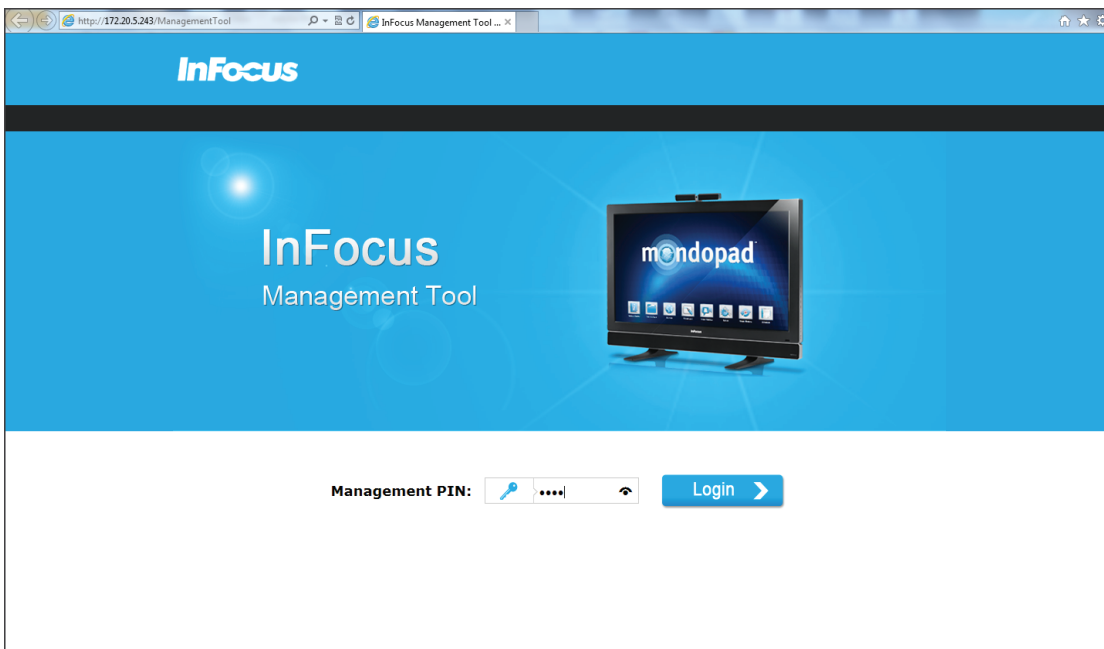 http://172.20.5.243/ManagementTool
InFocus Management Tool ...
InFocus
InFocus
Management Tool
mondopad
Management PIN:
••••
Login